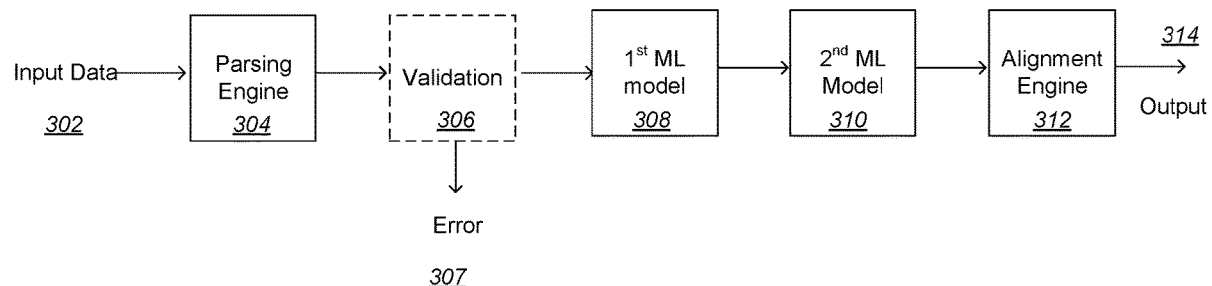 Input Data
302
Parsing
Engine
304
Validation
306
Error
307
1st ML
model
308
2nd ML
Model
310
Alignment
Engine
312
314
Output